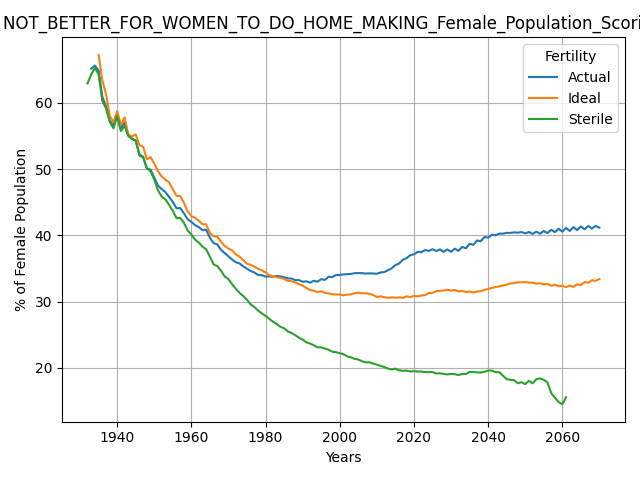 NOT_BETTER_FOR_WOMEN_TO_DO_HOME_MAKING_Female_Population_Scori
Fertility
Actual
Ideal
Sterile
% of Female Population
60
50
40
30
20
1940 1960 1980 2000 2020 2040 2060
Years